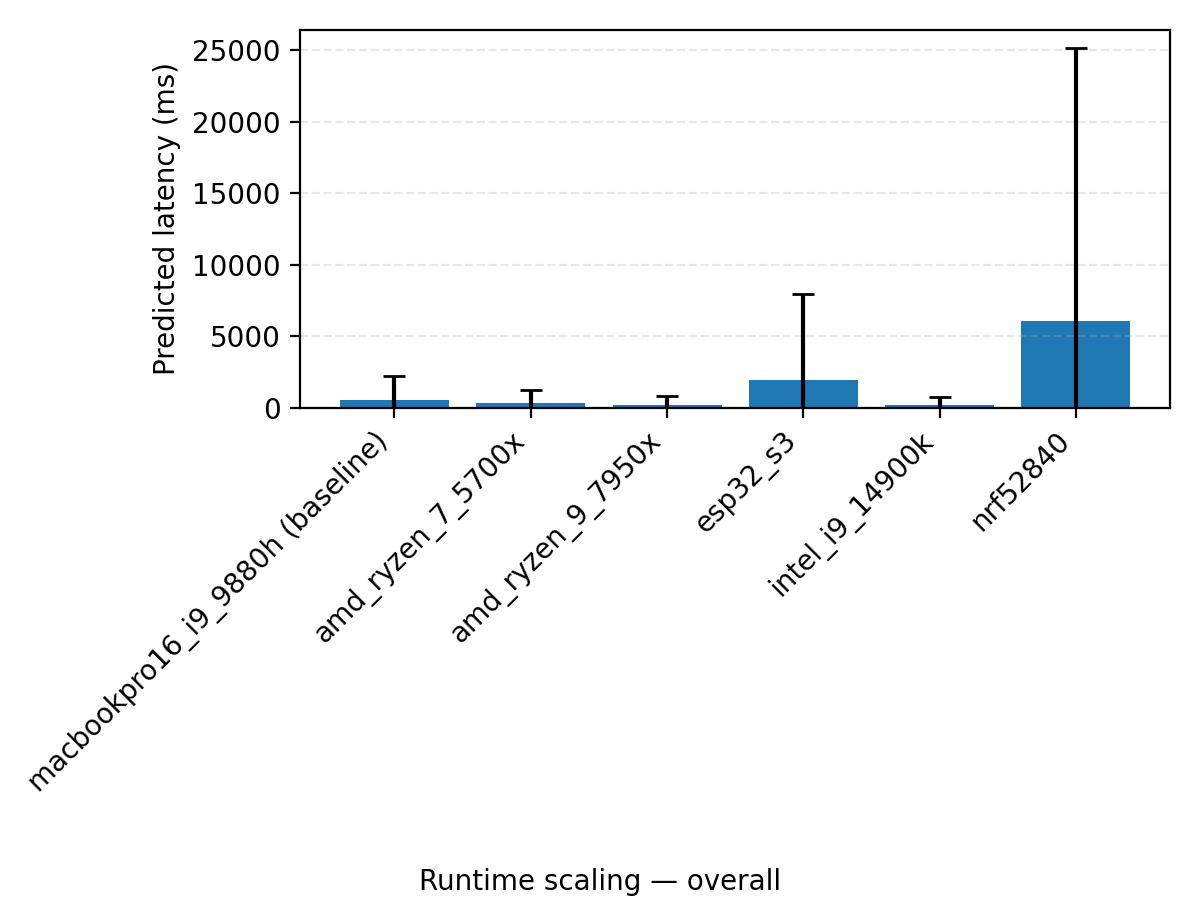 Predicted latency (ms)
25000
20000
15000
10000
5000
0
macbookpro16_i9_9880h (baseline)
amd_ryzen_7_5700x
amd_ryzen_9_7950x
esp32_s3
intel_i9_14900k
nrf52840
Runtime scaling — overall